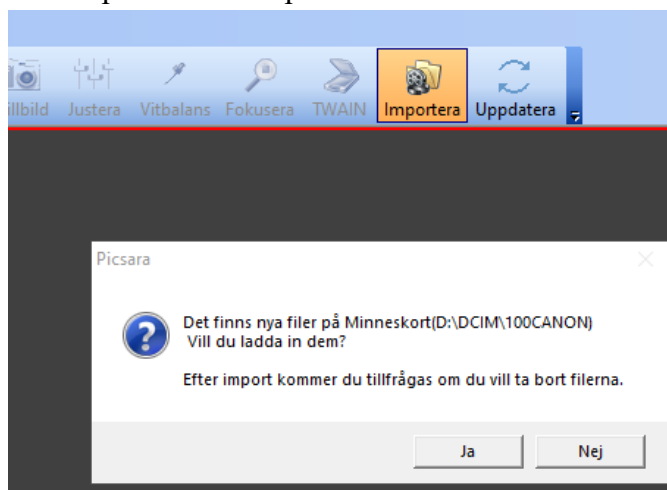 Justera Vitbalans Fokusera TWAIN Importera Uppdatera
Picsara
Det finns nya filer på Minneskort(D:\DCIM\100CANON)
Vill du ladda in dem?
Efter import kommer du tillfrågas om du vill ta bort filerna.
Ja Nej